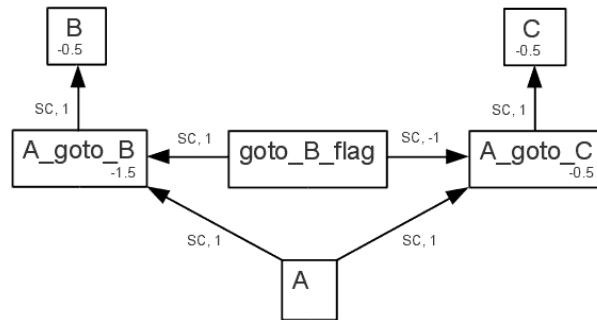 B
-0.5
C
-0.5
SC, 1
SC, 1
A_goto_B
-1.5
SC, 1
goto_B_flag
SC, -1
A_goto_C
-0.5
SC, 1
SC, 1
A